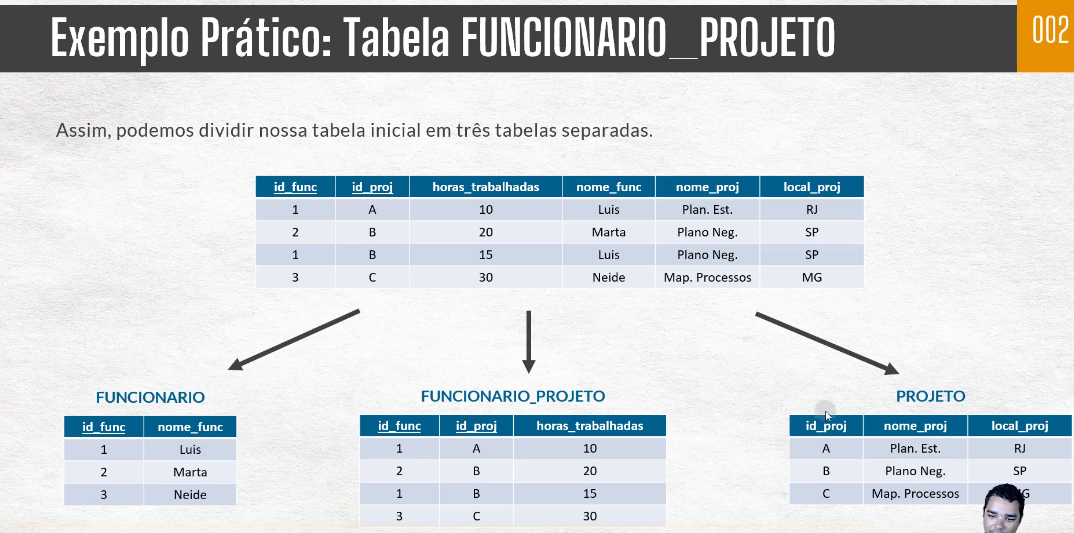 Exemplo Prático: Tabela FUNCIONARIO__PROJETO
002
Assim, podemos dividir nossa tabela inicial em três tabelas separadas.
id_func id_proj horas_trabalhadas nome_func nome_proj local_proj
1 A 10 Luis Plan. Est. RJ
2 B 20 Marta Plano Neg. SP
1 B 15 Luis Plano Neg. SP
3 C 30 Neide Map. Processos MG
FUNCIONARIO
id_func nome_func
1 Luis
2 Marta
3 Neide
FUNCIONARIO_PROJETO
id_func id_proj horas_trabalhadas
1 A 10
2 B 20
1 B 15
3 C 30
PROJETO
id_proj nome_proj local_proj
A Plan. Est. RJ
B Plano Neg. SP
C Map. Processos